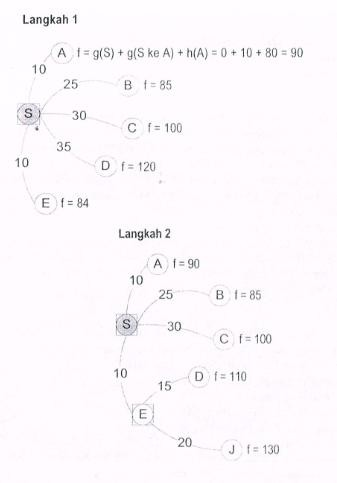 Langkah 1
A f = g(S) + g(S ke A) + h(A) = 0 + 10 + 80 = 90
10
25 B f = 85
S 30
C f = 100
35
10 D f = 120
E f = 84
Langkah 2
A f = 90
10
25 B f = 85
S 30
C f = 100
10 D f = 110
15
E
20
J f = 130